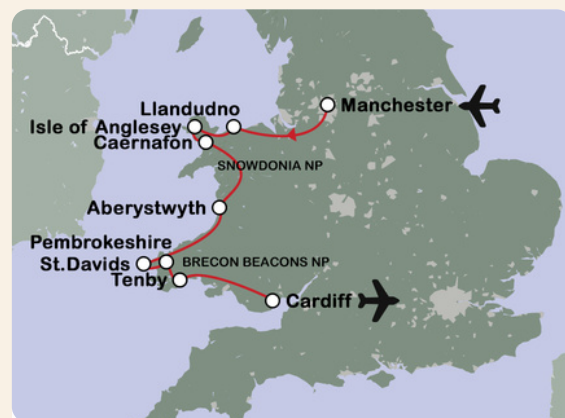 Llandudno
Manchester
Isle of Anglesey
Caernafon
SNOWDONIA NP
Aberystwyth
Pembrokeshire
BRECON BEACONS NP
St.Davids
Tenby
Cardiff